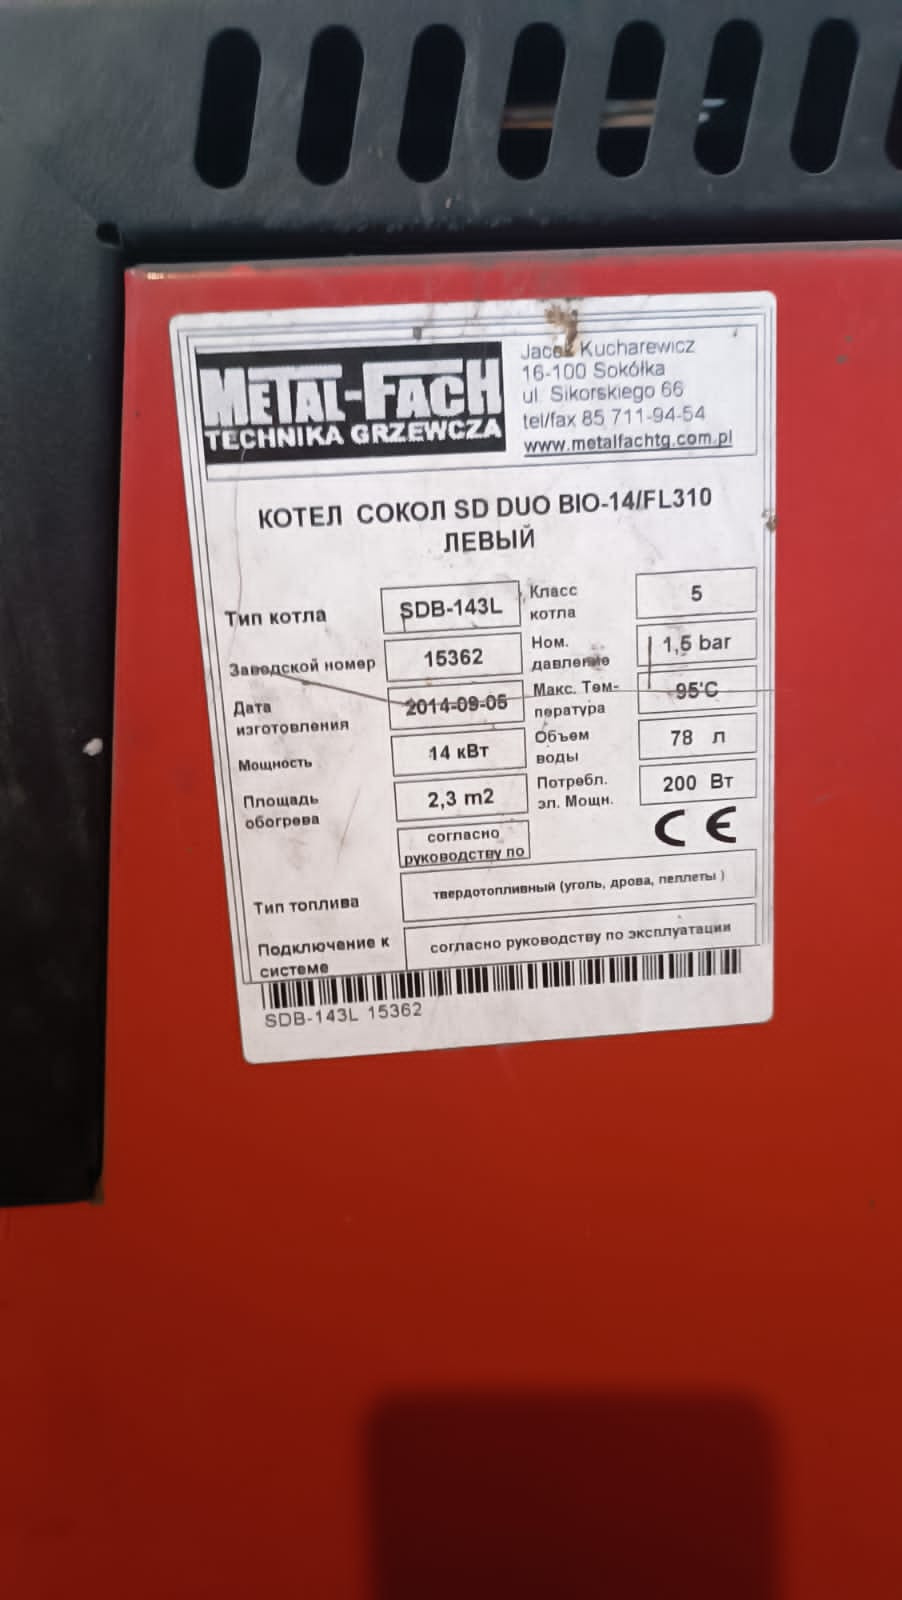 METAL-FACH
TECHNIKA GRZEWCZA
Jacek Kucharewicz
16-100 Sokółka
ul. Sikorskiego 66
tel/fax 85 711-94-54
www.metalfachtg.com.pl
КОТЕЛ СОКОЛ SD DUO BIO-14/FL310
ЛЕВЫЙ
Тип котла SDB-143L
Заводской номер 15362
Дата изготовления 2014-09-05
Мощность 14 кВт
Площадь обогрева 2,3 m2
согласно
руководству по
Класс котла 5
Ном. давление 1,5 bar
Макс. Тем-пература 95'C
Объем воды 78 л
Потребл. эл. Мощн. 200 Вт
CE
Тип топлива твердотопливный (уголь, дрова, пеллеты )
Подключение к системе согласно руководству по эксплуатации
SDB-143L 15362